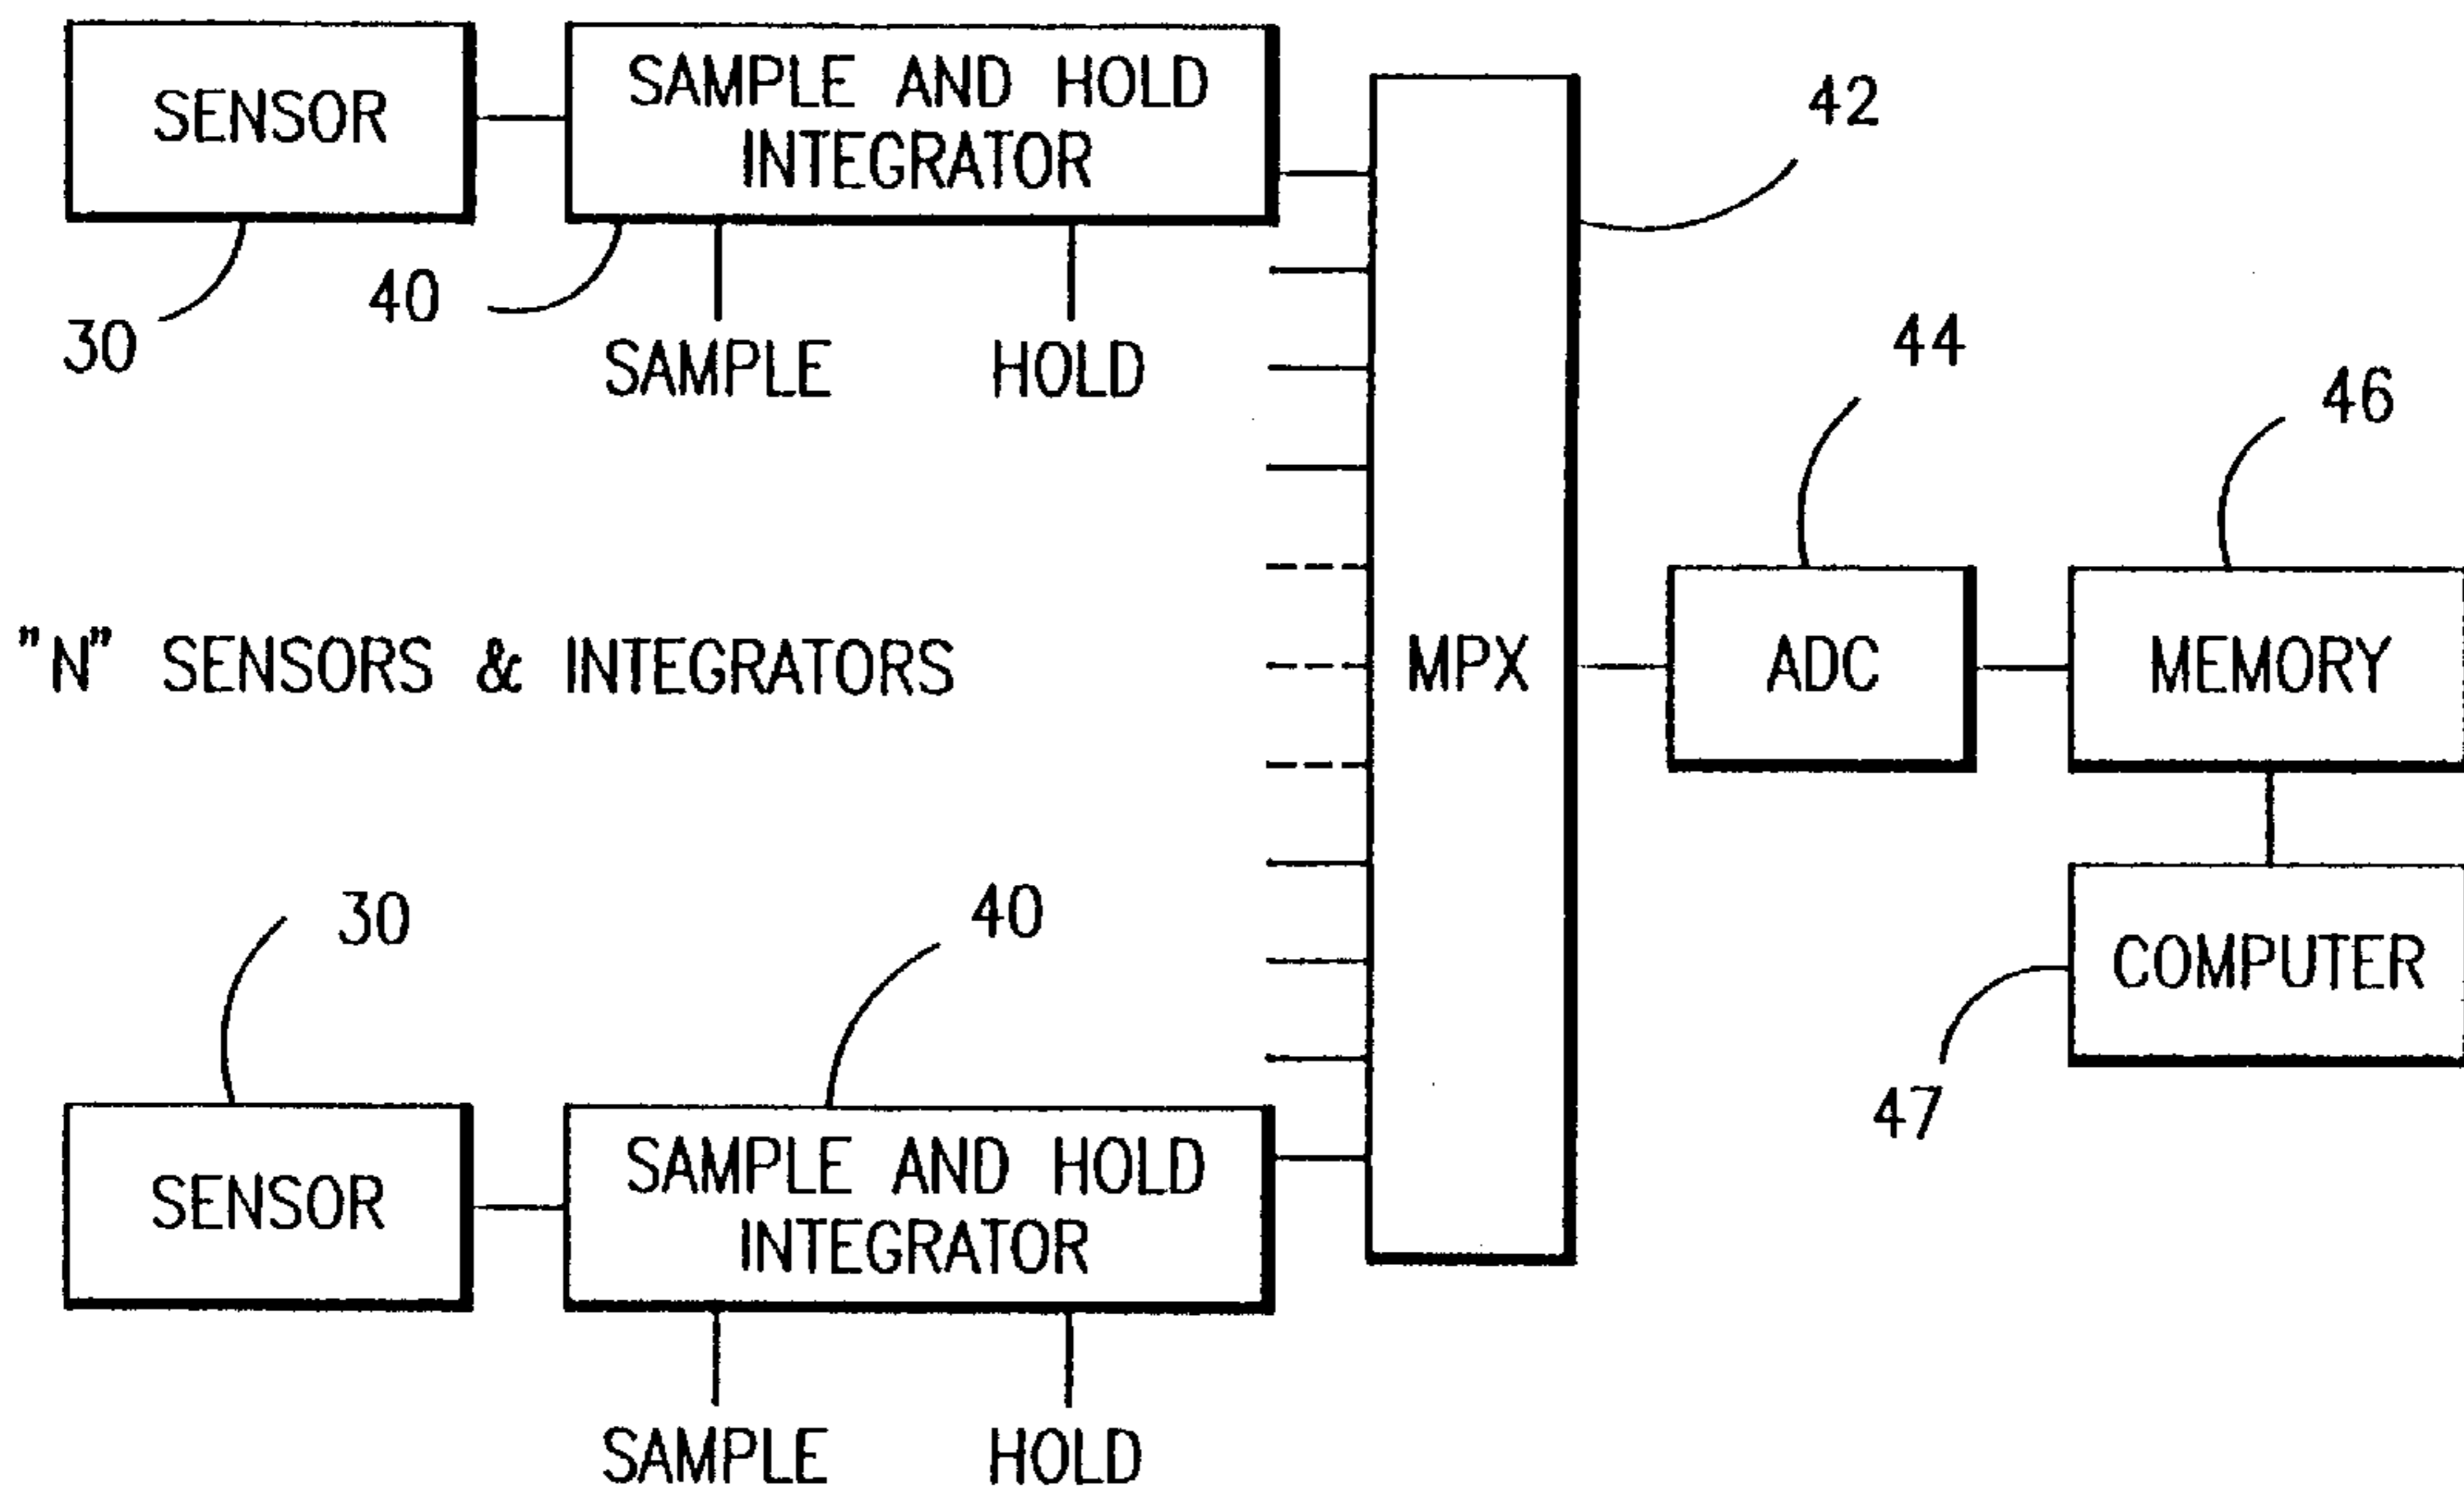 SENSOR
SAMPLE AND HOLD
INTEGRATOR
42
30
40
SAMPLE
HOLD
44
46
"N" SENSORS & INTEGRATORS
MPX
ADC
MEMORY
30
40
COMPUTER
47
SENSOR
SAMPLE AND HOLD
INTEGRATOR
SAMPLE
HOLD